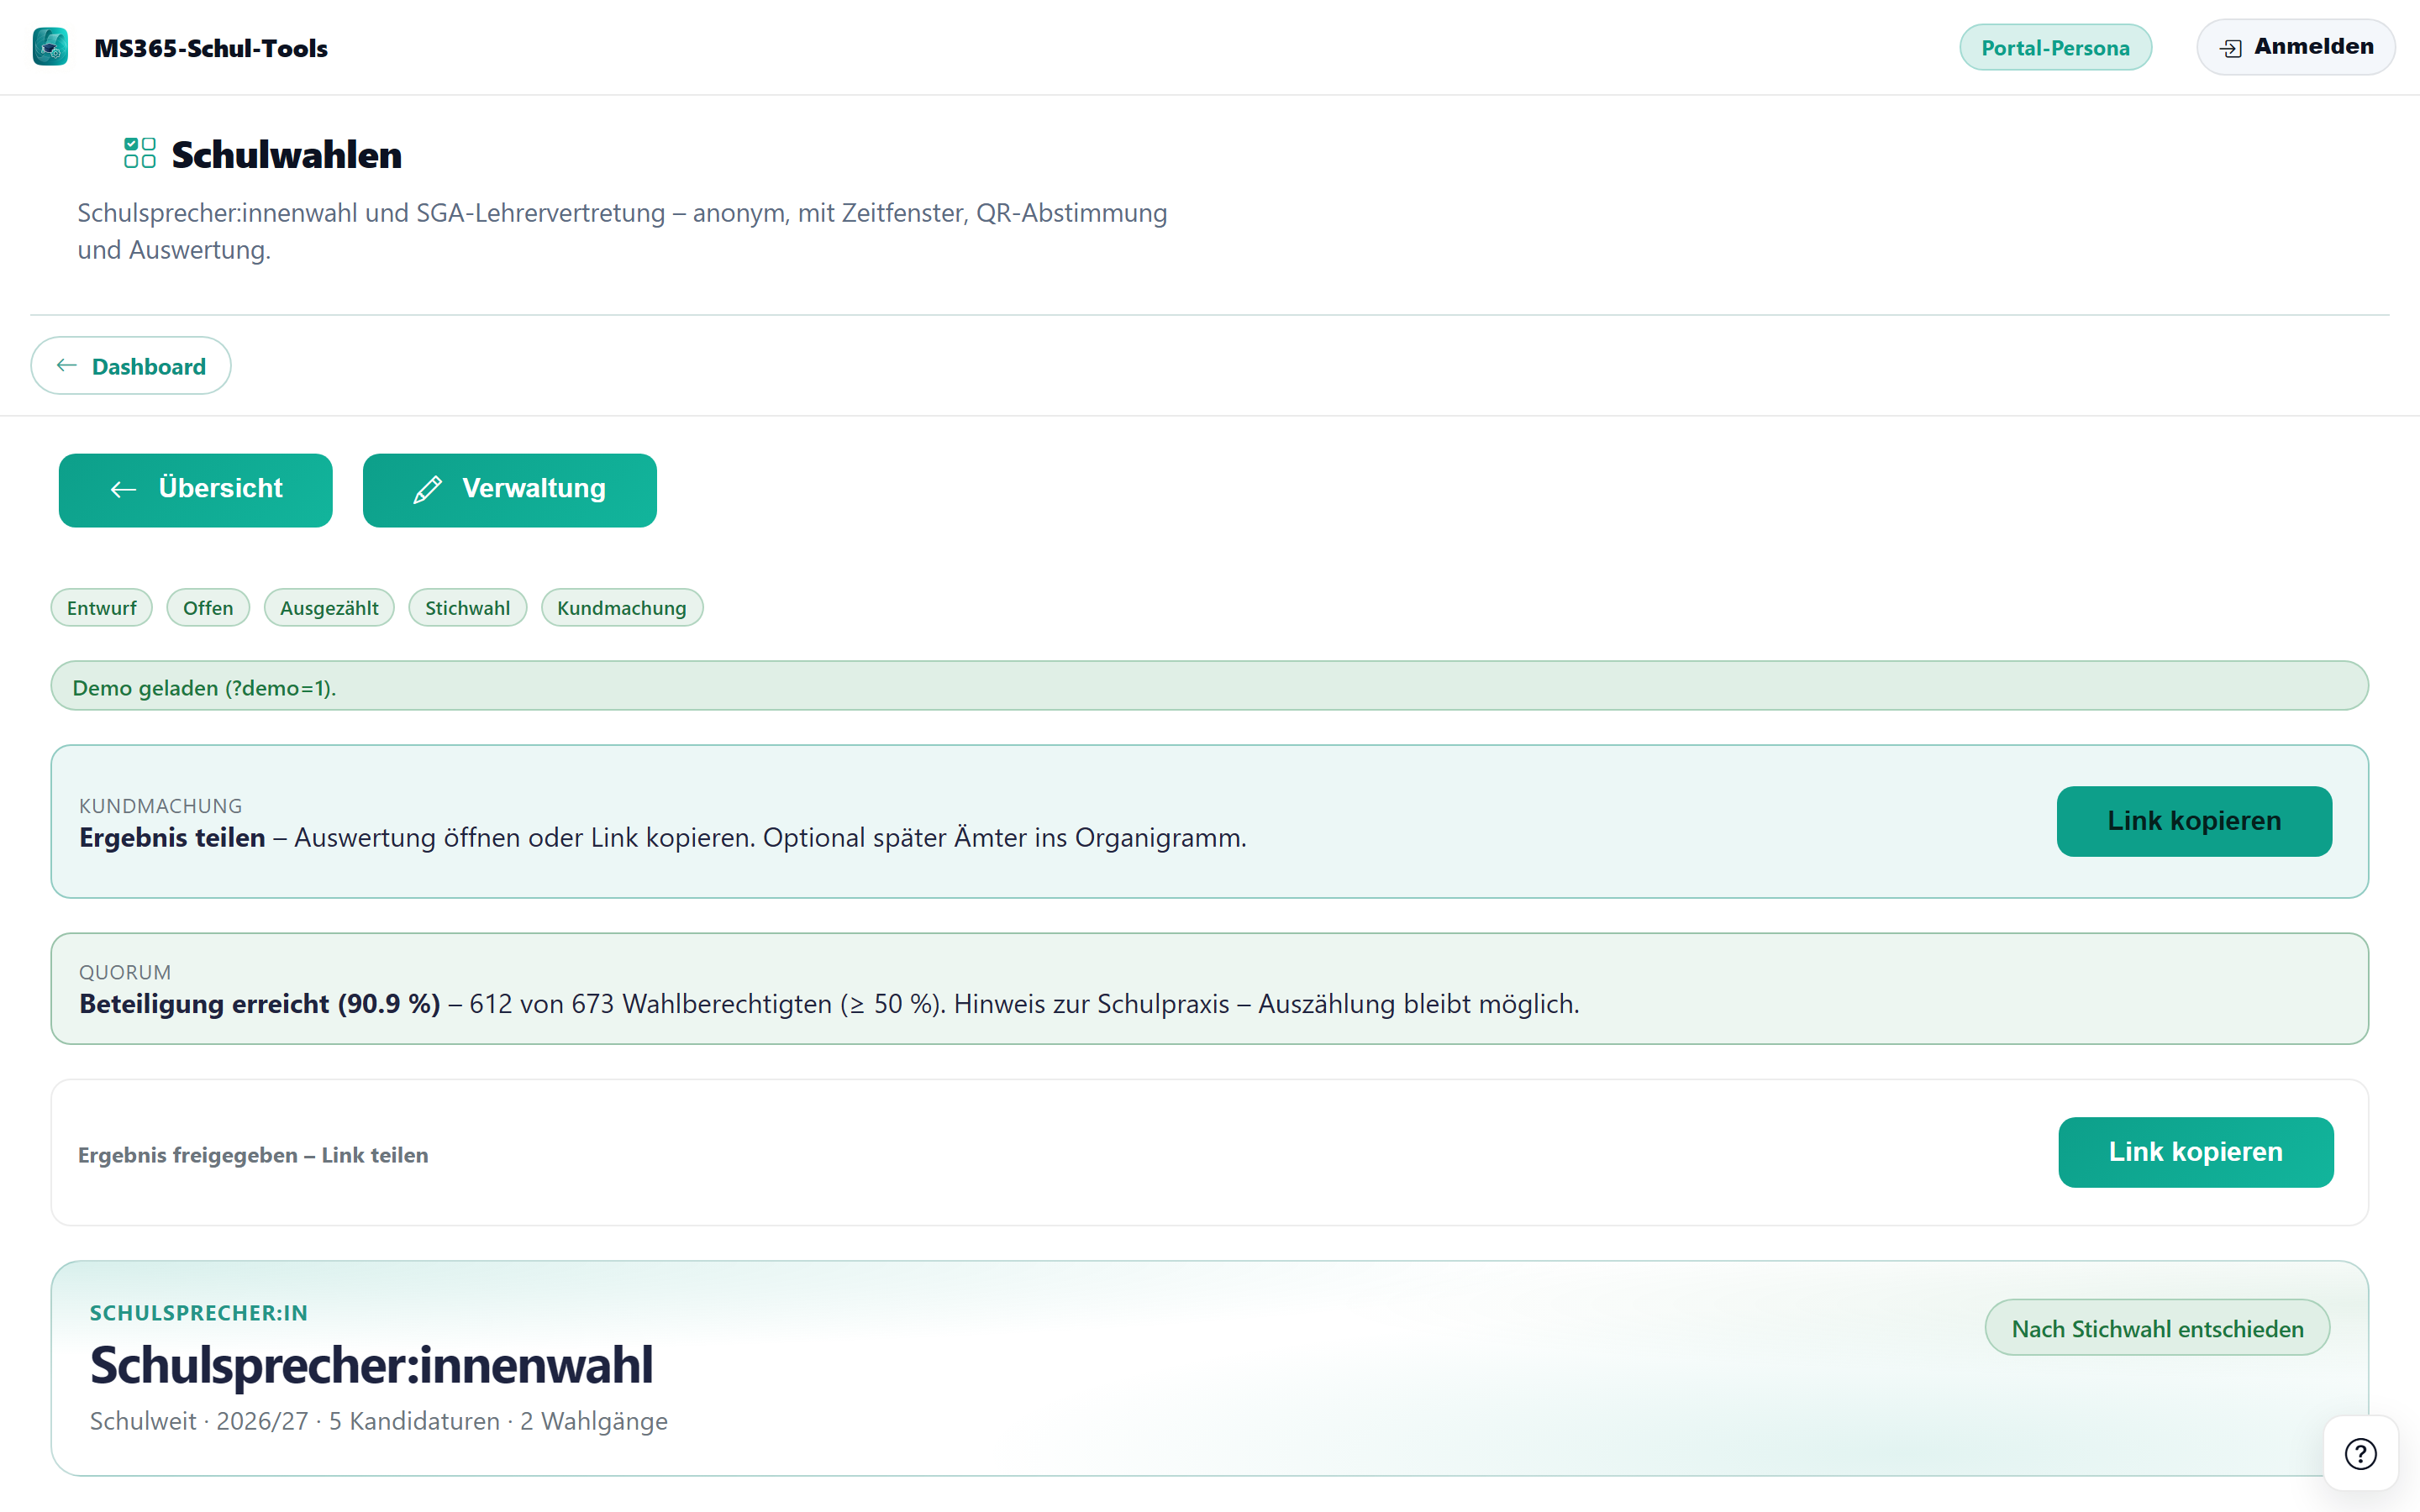 MS365-Schul-Tools
Portal-Persona
Anmelden
Schulwahlen
Schulsprecher:innenwahl und SGA-Lehrervertretung – anonym, mit Zeitfenster, QR-Abstimmung
und Auswertung.
Dashboard
Übersicht
Verwaltung
Entwurf
Offen
Ausgezählt
Stichwahl
Kundmachung
Demo geladen (?demo=1).
KUNDMACHUNG
Ergebnis teilen – Auswertung öffnen oder Link kopieren. Optional später Ämter ins Organigramm.
Link kopieren
QUORUM
Beteiligung erreicht (90.9 %) – 612 von 673 Wahlberechtigten (≥ 50 %). Hinweis zur Schulpraxis – Auszählung bleibt möglich.
Ergebnis freigegeben – Link teilen
Link kopieren
SCHULSPRECHER:IN
Nach Stichwahl entschieden
Schulsprecher:innenwahl
Schulweit · 2026/27 · 5 Kandidaturen · 2 Wahlgänge
?